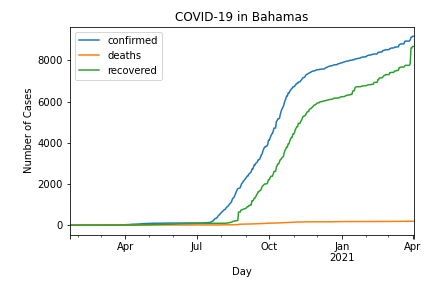 COVID-19 in Bahamas
confirmed
deaths
recovered
Number of Cases
8000
6000
4000
2000
0
Apr
Jul
Oct
Jan
2021
Apr
Day